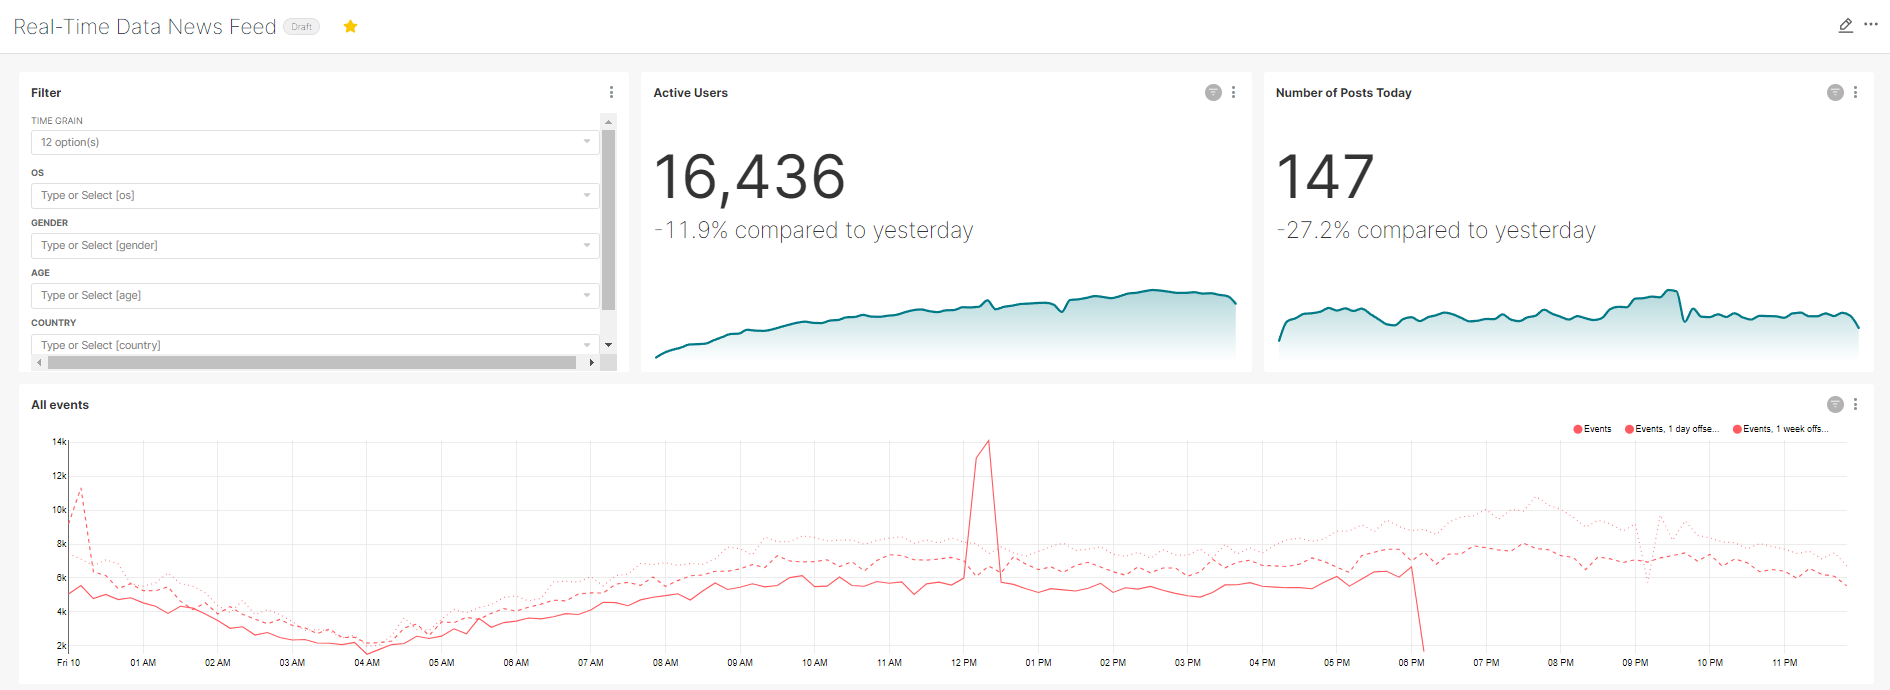 Real-Time Data News Feed Draft
Filter
TIME GRAIN
12 option(s)
OS
Type or Select [os]
GENDER
Type or Select [gender]
AGE
Type or Select [age]
COUNTRY
Type or Select [country]
Active Users
16,436
-11.9% compared to yesterday
Number of Posts Today
147
-27.2% compared to yesterday
All events
Events Events, 1 day offse... Events, 1 week offs...
14k
12k
10k
8k
6k
4k
2k
Fri 10 01 AM 02 AM 03 AM 04 AM 05 AM 06 AM 07 AM 08 AM 09 AM 10 AM 11 AM 12 PM 01 PM 02 PM 03 PM 04 PM 05 PM 06 PM 07 PM 08 PM 09 PM 10 PM 11 PM